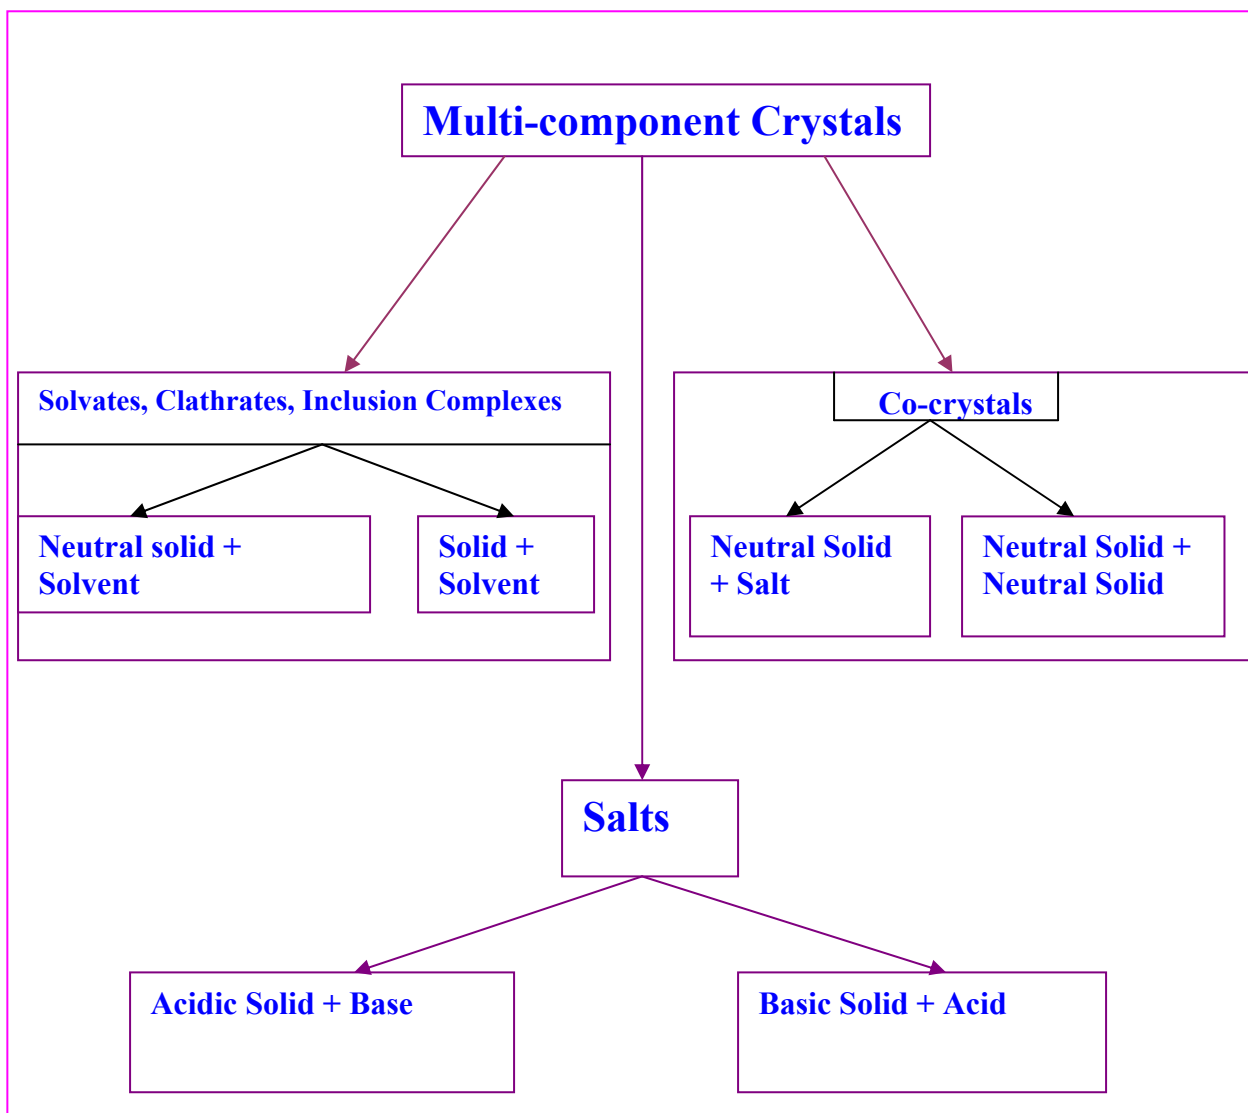 Multi-component Crystals
Solvates, Clathrates, Inclusion Complexes
Neutral solid +
Solvent
Solid +
Solvent
Co-crystals
Neutral Solid
+ Salt
Neutral Solid +
Neutral Solid
Salts
Acidic Solid + Base
Basic Solid + Acid